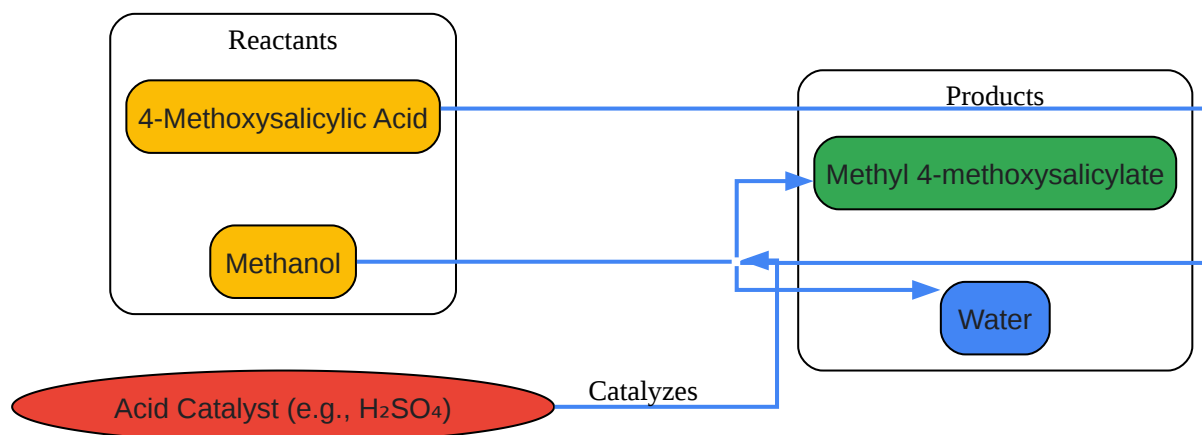 Reactants
4-Methoxysalicylic Acid
Methanol
Products
Methyl 4-methoxysalicylate
Water
Catalyzes
Acid Catalyst (e.g., H₂SO₄)